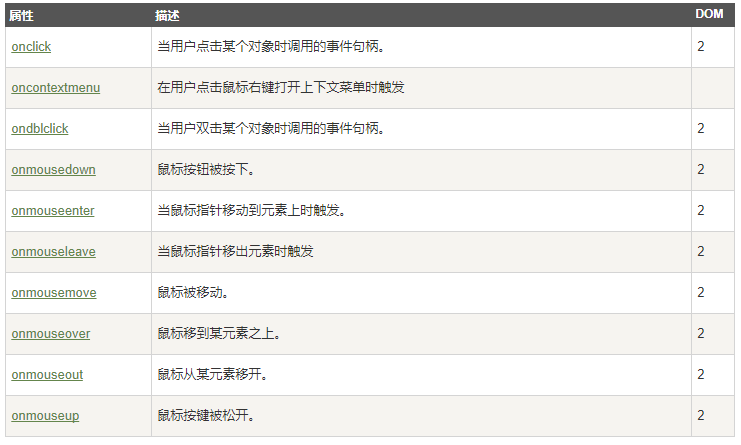 属性 描述 DOM
onclick 当用户点击某个对象时调用的事件句柄。 2
oncontextmenu 在用户点击鼠标右键打开上下文菜单时触发
ondblclick 当用户双击某个对象时调用的事件句柄。 2
onmousedown 鼠标按钮被按下。 2
onmouseenter 当鼠标指针移动到元素上时触发。 2
onmouseleave 当鼠标指针移出元素时触发 2
onmousemove 鼠标被移动。 2
onmouseover 鼠标移到某元素之上。 2
onmouseout 鼠标从某元素移开。 2
onmouseup 鼠标按键被松开。 2